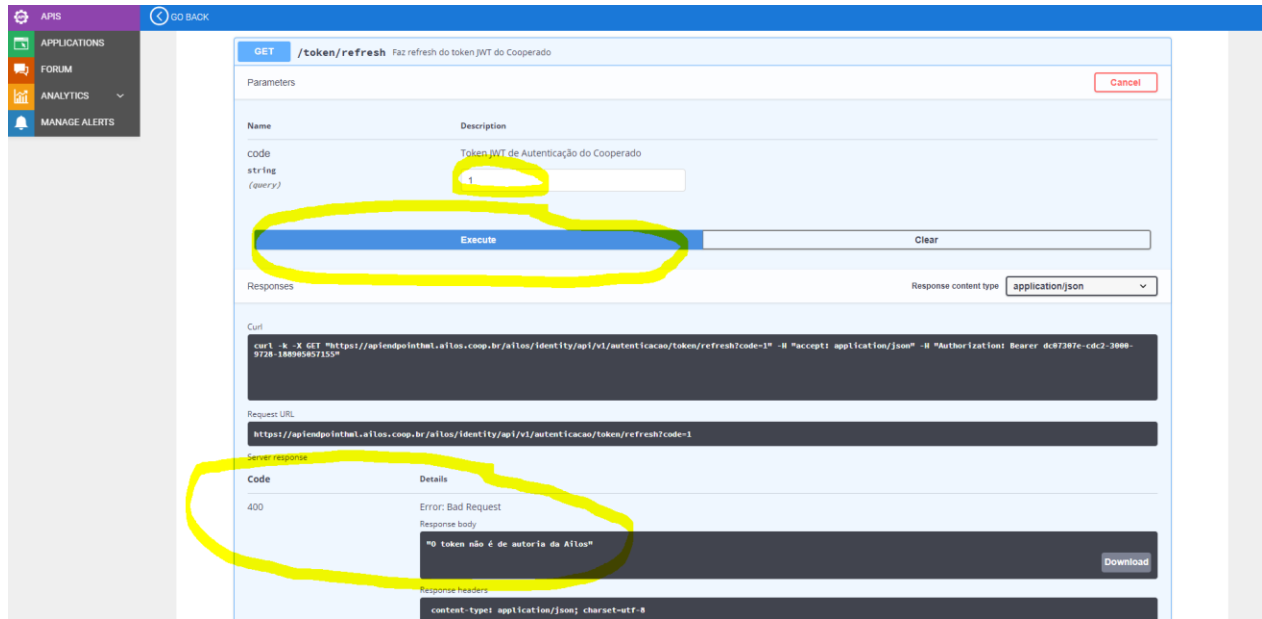 APIS
GO BACK
APPLICATIONS
FORUM
ANALYTICS
MANAGE ALERTS
GET /token/refresh Faz refresh do token JWT do Cooperado
Parameters
Cancel
Name Description
code Token JWT de Autenticação do Cooperado
string
(query)
1
Execute Clear
Responses Response content type application/json
Curl
curl -k -X GET "https://apiendpointhml.ailos.coop.br/ailos/identity/api/v1/autenticacao/token/refresh?code=1" -H "accept: application/json" -H "Authorization: Bearer dc07307e-cdc2-3000-
9728-188905057155"
Request URL
https://apiendpointhml.ailos.coop.br/ailos/identity/api/v1/autenticacao/token/refresh?code=1
Server response
Code Details
400 Error: Bad Request
Response body
"O token não é de autoria da Ailos"
Download
Response headers
content-type: application/json; charset=utf-8